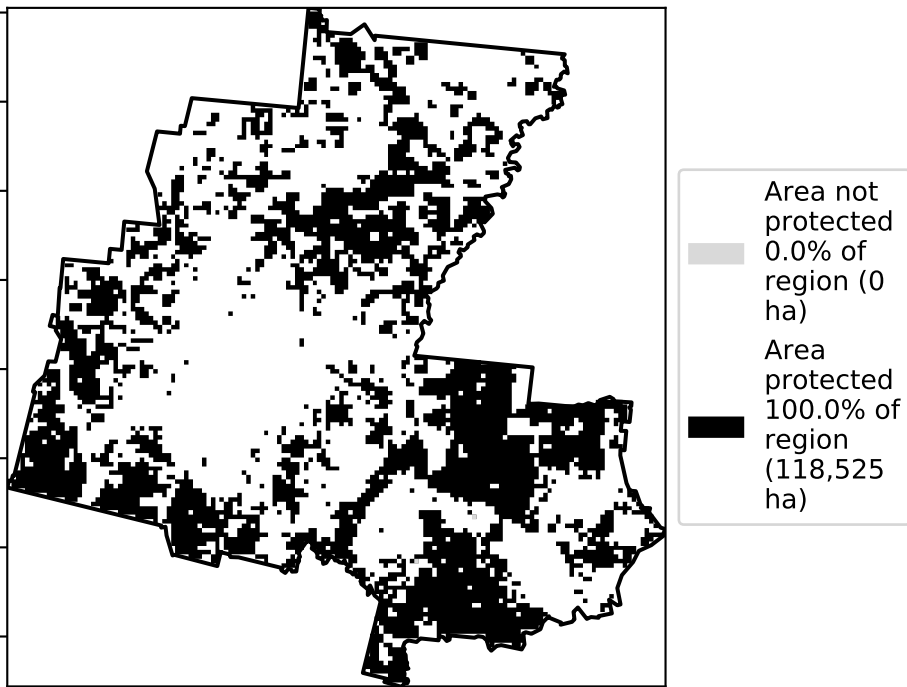 Area not
protected
0.0% of
region (0
ha)
Area
protected
100.0% of
region
(118,525
ha)